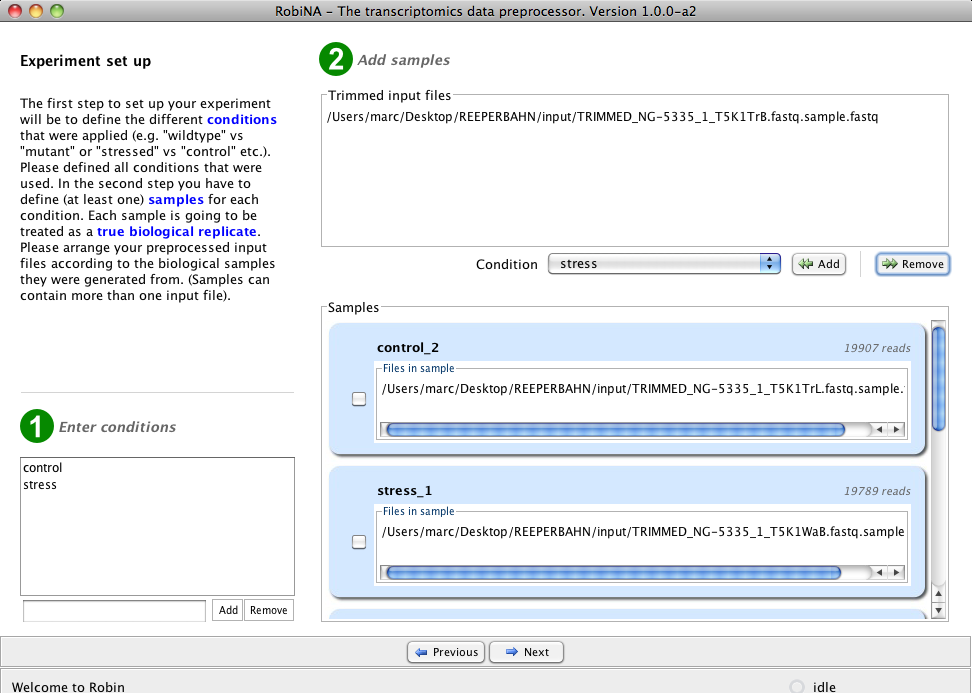 RobiNA - The transcriptomics data preprocessor. Version 1.0.0-a2
Experiment set up
The first step to set up your experiment
will be to define the different conditions
that were applied (e.g. "wildtype" vs
"mutant" or "stressed" vs "control" etc.).
Please defined all conditions that were
used. In the second step you have to
define (at least one) samples for each
condition. Each sample is going to be
treated as a true biological replicate.
Please arrange your preprocessed input
files according to the biological samples
they were generated from. (Samples can
contain more than one input file).
1 Enter conditions
control
stress
Add Remove
2 Add samples
Trimmed input files
/Users/marc/Desktop/REEPERBAHN/input/TRIMMED_NG-5335_1_T5K1TrB.fastq.sample.fastq
Condition stress Add Remove
Samples
control_2 19907 reads
Files in sample
/Users/marc/Desktop/REEPERBAHN/input/TRIMMED_NG-5335_1_T5K1TrL.fastq.sample.
stress_1 19789 reads
Files in sample
/Users/marc/Desktop/REEPERBAHN/input/TRIMMED_NG-5335_1_T5K1WaB.fastq.sample
Previous Next
Welcome to Robin idle